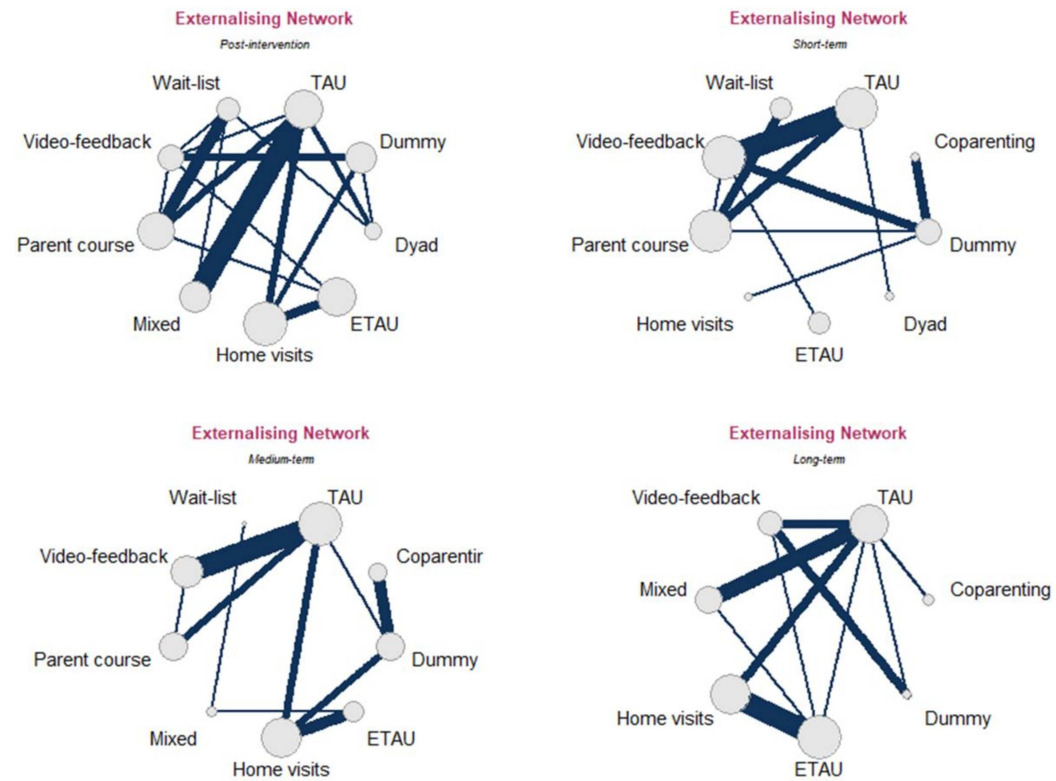 Externalising Network
Post-intervention
Wait-list
TAU
Video-feedback
Dummy
Parent course
Dyad
Mixed
ETAU
Home visits
Externalising Network
Short-term
Wait-list
TAU
Video-feedback
Coparenting
Parent course
Dummy
Home visits
Dyad
ETAU
Externalising Network
Medium-term
Wait-list
TAU
Video-feedback
Coparentir
Parent course
Dummy
Mixed
ETAU
Home visits
Externalising Network
Long-term
Video-feedback
TAU
Mixed
Coparenting
Home visits
Dummy
ETAU